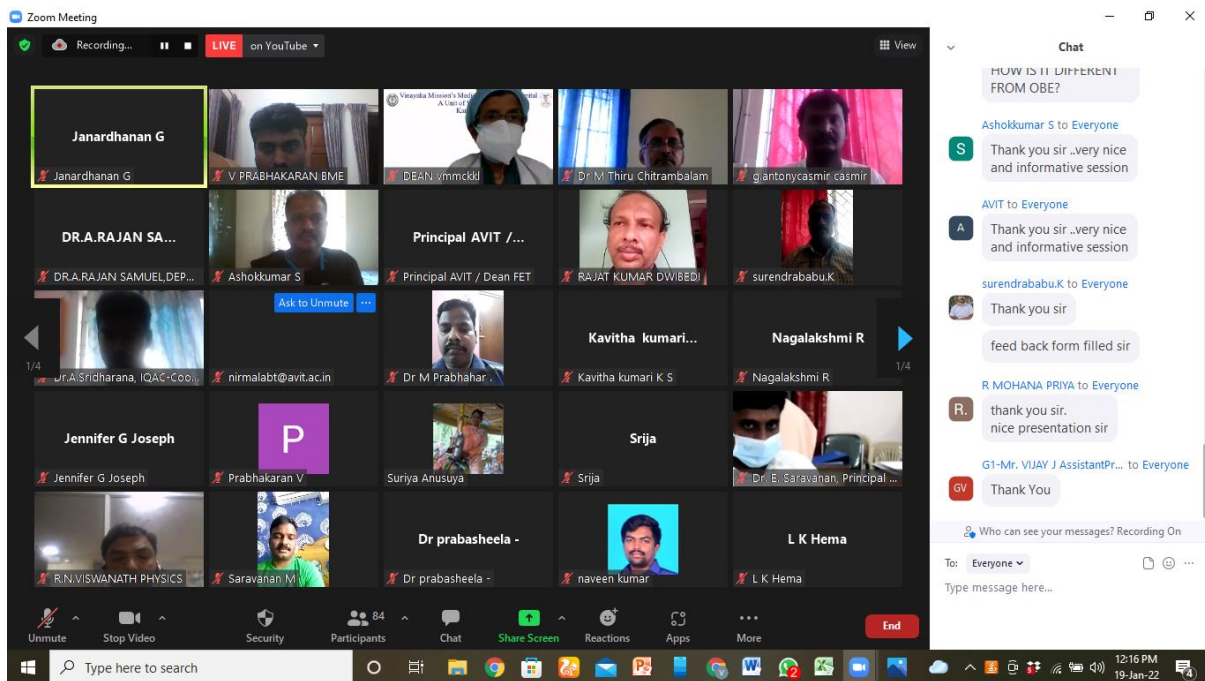 Zoom Meeting
Recording...
LIVE on YouTube
View
Janardhanan G
Janardhanan G
V PRABHAKARAN BME
Vinayaka Mission's
A Unit of
DEAN vmmckkl
Dr M Thiru Chitrambalam
g.antonycasmir casmir
DR.A.RAJAN SA...
DR.A.RAJAN SAMUEL,DEP...
Ashokkumar S
Principal AVIT /...
Principal AVIT / Dean FET
RAJAT KUMAR DWIBEDI
surendrababu.K
1/4
Dr.A.Sridharana, IQAC-Coo...
Ask to Unmute ...
nirmalabt@avit.ac.in
Dr M Prabhahar .
Kavitha kumari...
Kavitha kumari K S
Nagalakshmi R
Nagalakshmi R
1/4
Jennifer G Joseph
Jennifer G Joseph
P
Prabhakaran V
Suriya Anusuya
Srija
Srija
Dr. E. Saravanan, Principal ...
R.N.VISWANATH PHYSICS
Saravanan M
Dr prabasheela -
Dr prabasheela -
naveen kumar
L K Hema
L K Hema
Unmute
Stop Video
Security
84
Participants
Chat
Share Screen
Reactions
Apps
More
End
Chat
HOW IS IT DIFFERENT
FROM OBE?
Ashokkumar S to Everyone
S
Thank you sir ..very nice
and informative session
AVIT to Everyone
A
Thank you sir ..very nice
and informative session
surendrababu.K to Everyone
Thank you sir
feed back form filled sir
R MOHANA PRIYA to Everyone
R.
thank you sir.
nice presentation sir
G1-Mr. VIJAY J AssistantPr... to Everyone
GV
Thank You
Who can see your messages? Recording On
To: Everyone
Type message here...
Type here to search
12:16 PM
19-Jan-22
4